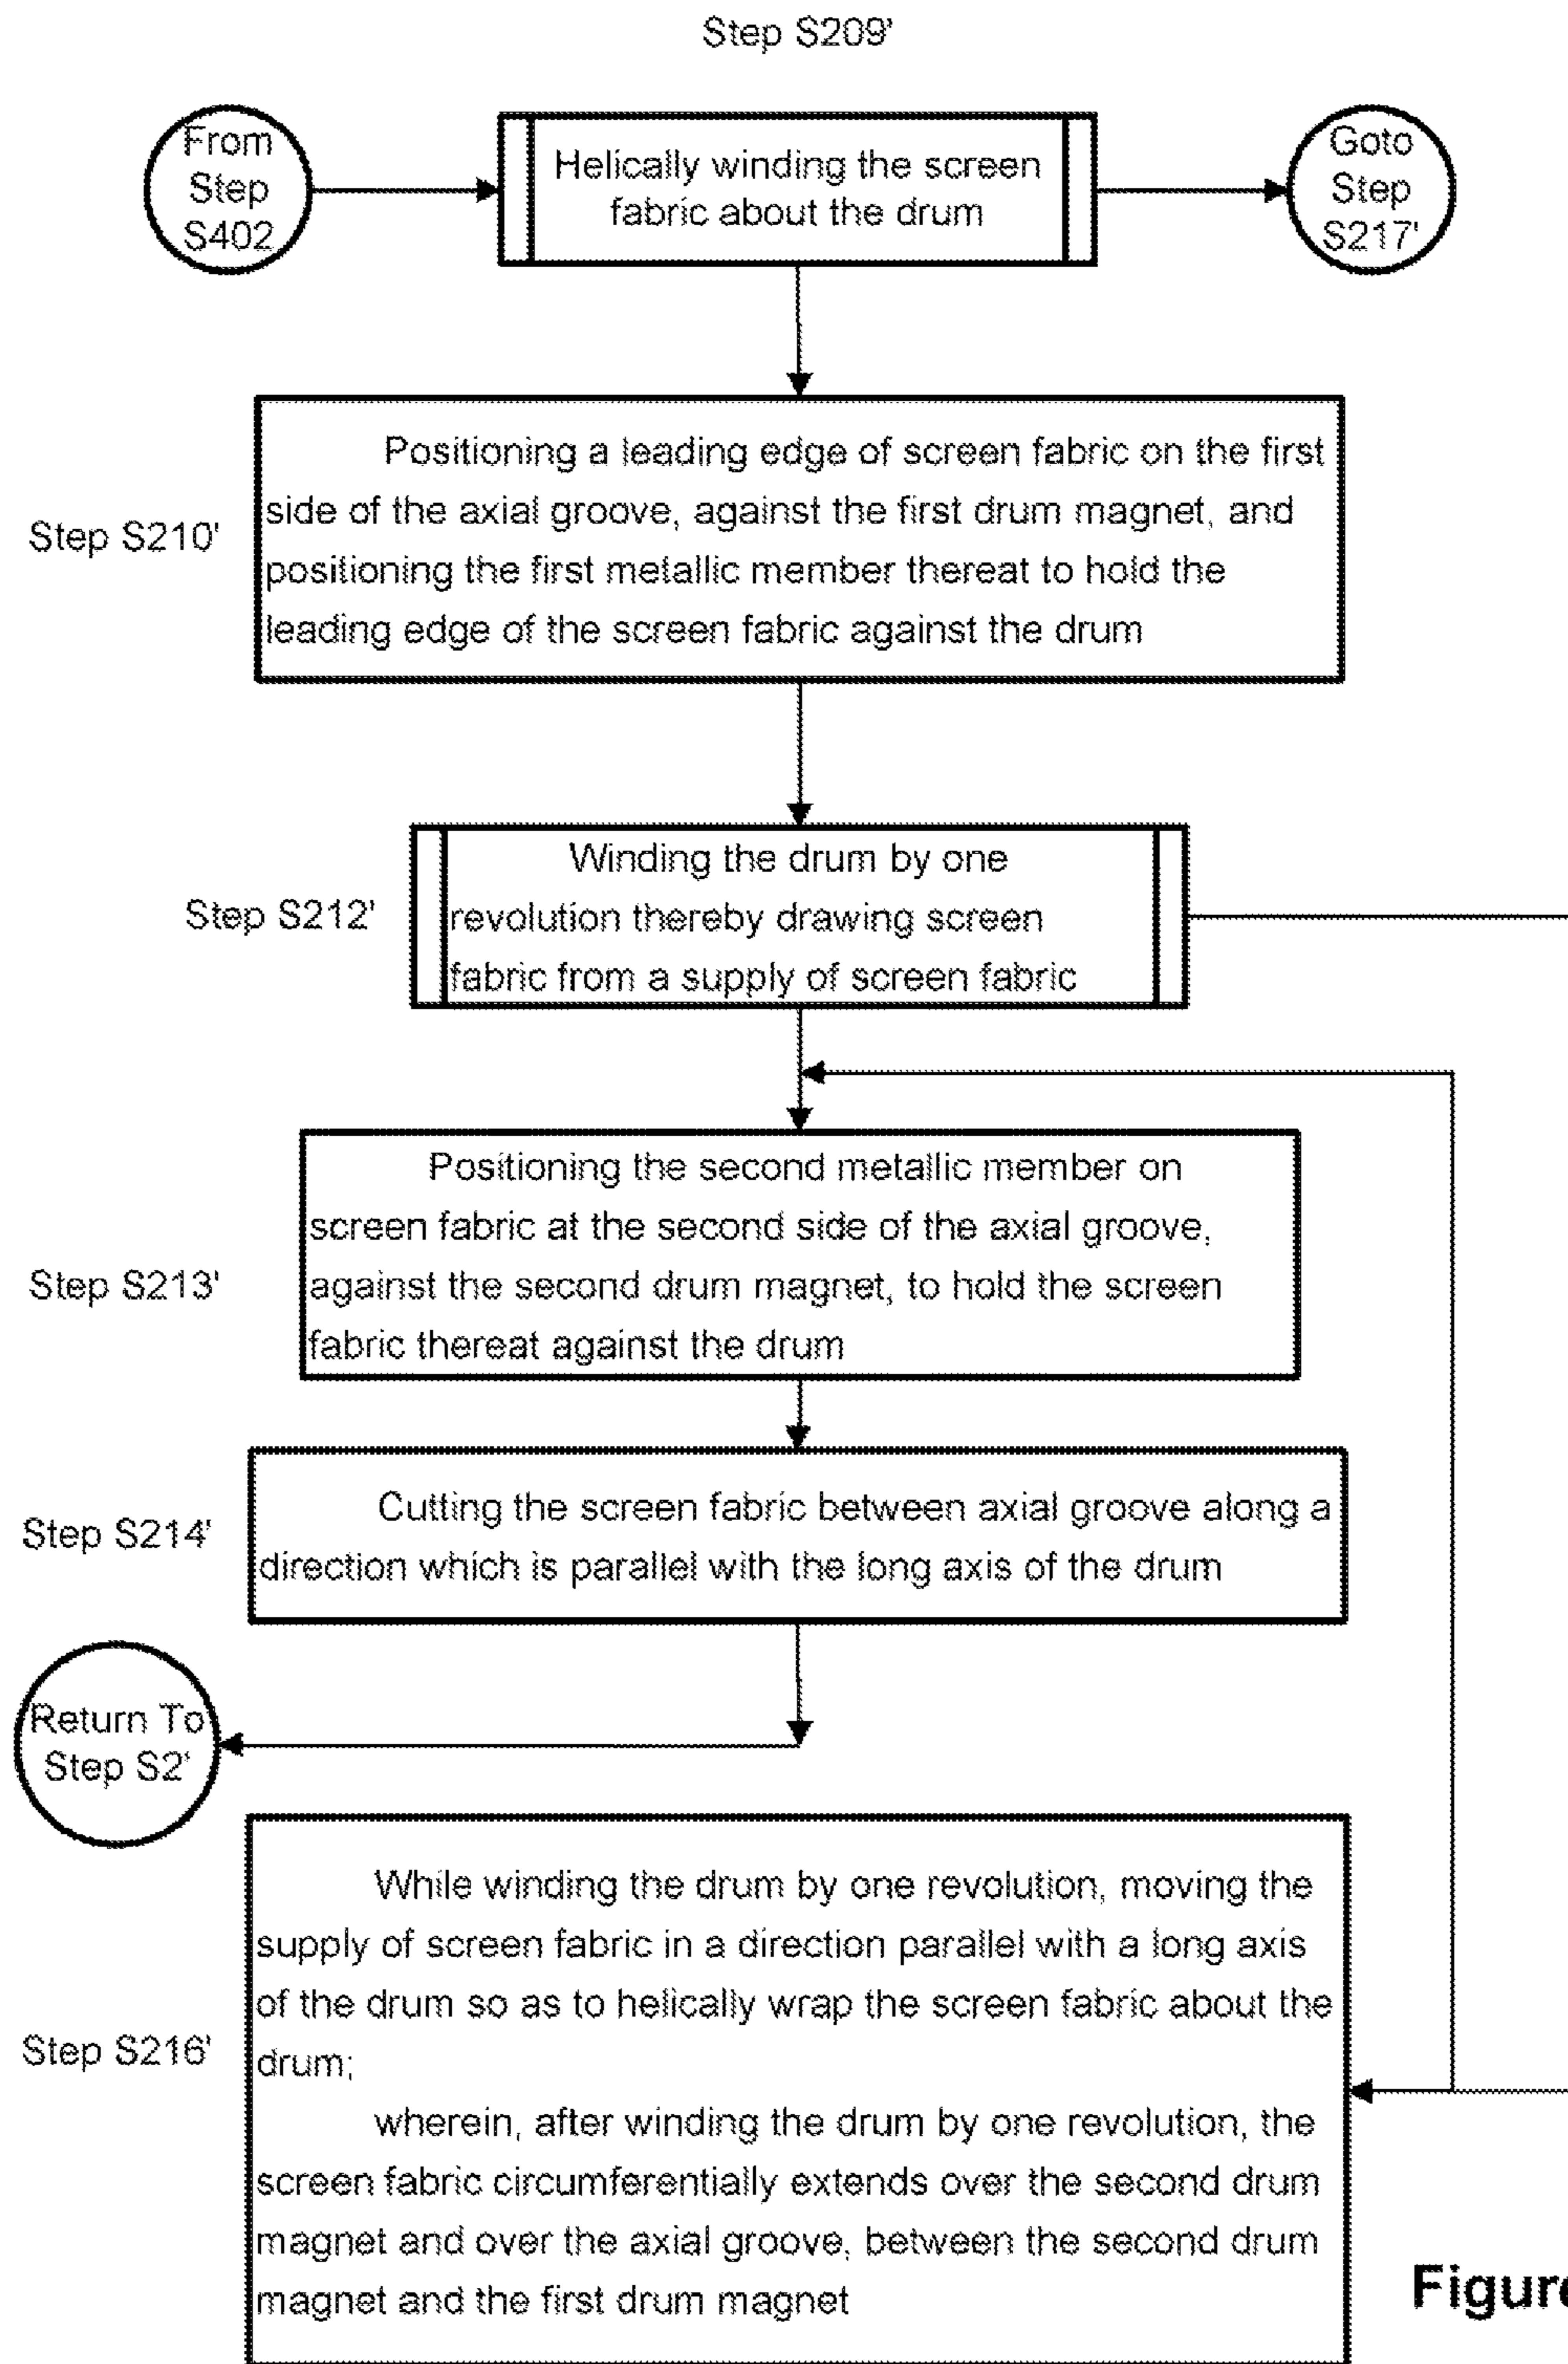 Step S209'
From
Step
S402
Helically winding the screen
fabric about the drum
Goto
Step
S217'
Positioning a leading edge of screen fabric on the first
side of the axial groove, against the first drum magnet, and
positioning the first metallic member thereat to hold the
leading edge of the screen fabric against the drum
Step S210'
Winding the drum by one
revolution thereby drawing screen
fabric from a supply of screen fabric
Step S212'
Positioning the second metallic member on
screen fabric at the second side of the axial groove,
against the second drum magnet, to hold the screen
fabric thereat against the drum
Step S213'
Cutting the screen fabric between axial groove along a
direction which is parallel with the long axis of the drum
Step S214'
Return To
Step S2'
While winding the drum by one revolution, moving the
supply of screen fabric in a direction parallel with a long axis
of the drum so as to helically wrap the screen fabric about the
drum;
wherein, after winding the drum by one revolution, the
screen fabric circumferentially extends over the second drum
magnet and over the axial groove, between the second drum
magnet and the first drum magnet
Step S216'
Figure